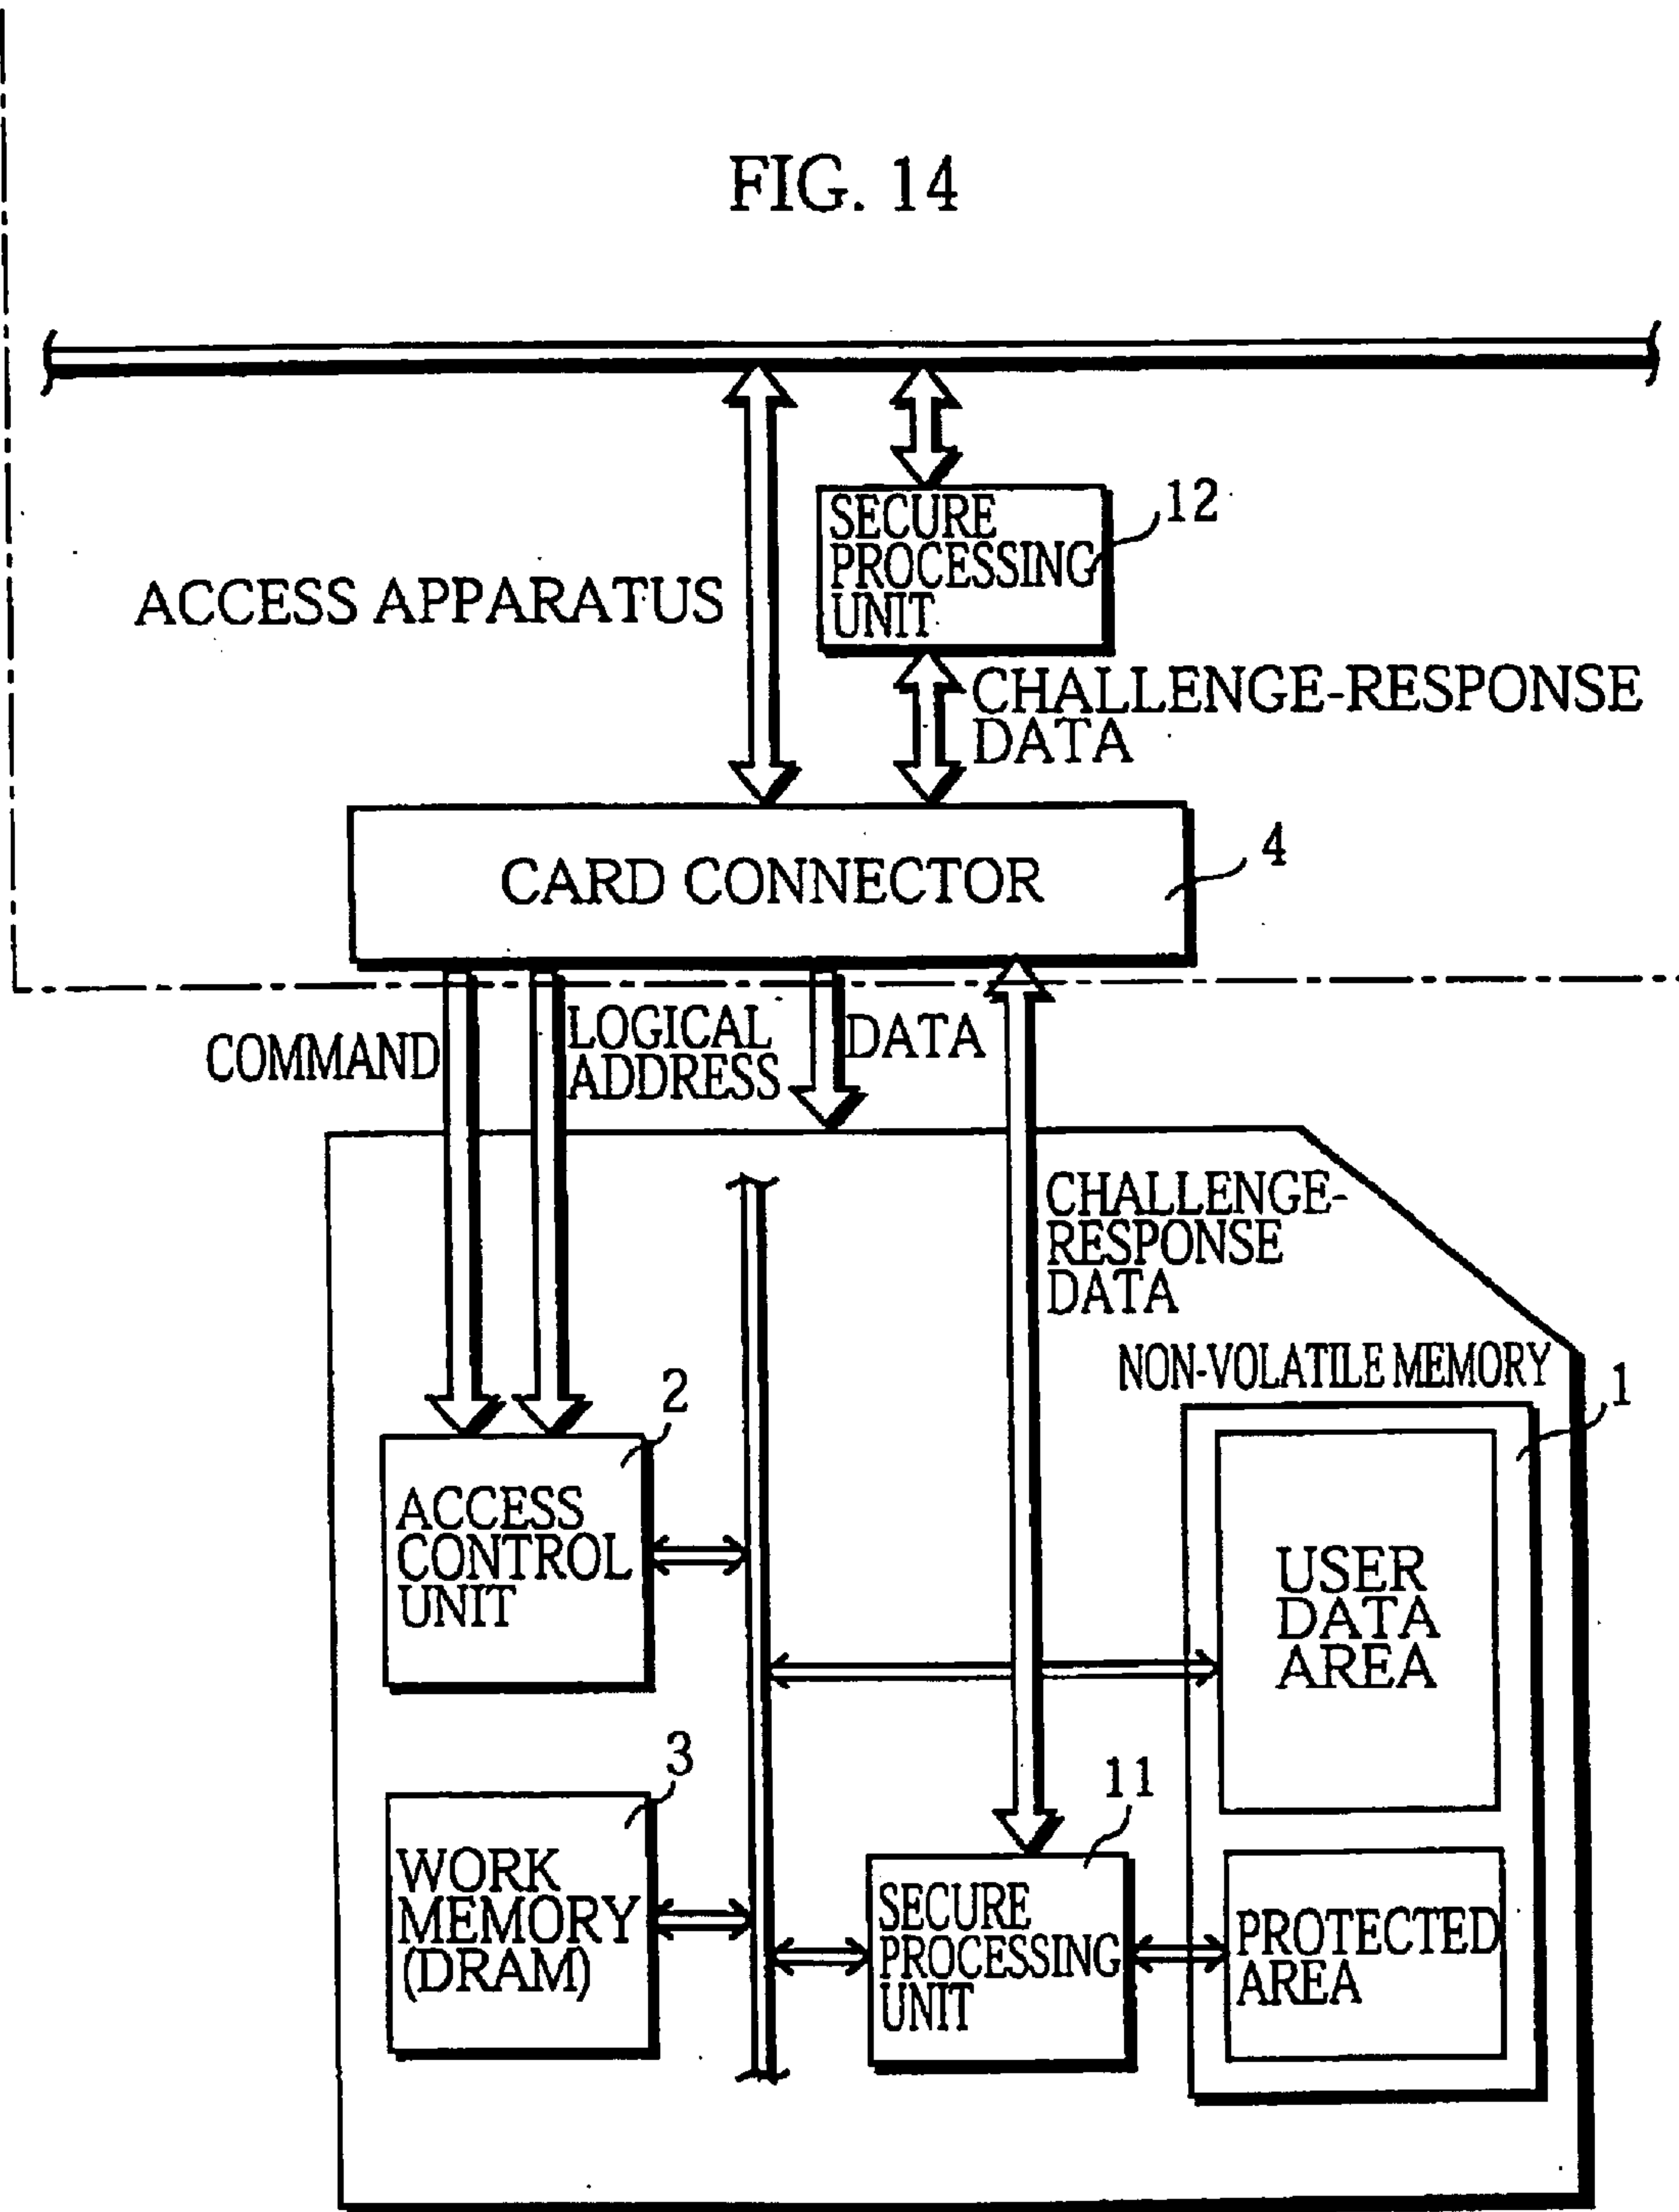 FIG. 14
SECURE
PROCESSING
UNIT
12
ACCESS APPARATUS
CHALLENGE-RESPONSE
DATA
CARD CONNECTOR
4
COMMAND
LOGICAL
ADDRESS
DATA
CHALLENGE-
RESPONSE
DATA
NON-VOLATILE MEMORY
1
2
ACCESS
CONTROL
UNIT
USER
DATA
AREA
3
WORK
MEMORY
(DRAM)
11
SECURE
PROCESSING
UNIT
PROTECTED
AREA